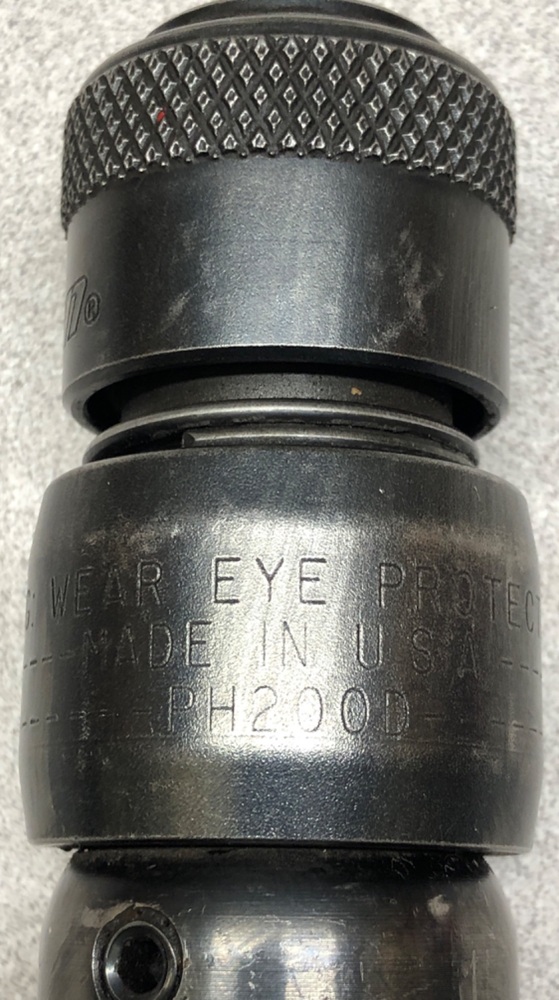 ®
: WEAR EYE PROTECT
MADE IN U S A
PH200D